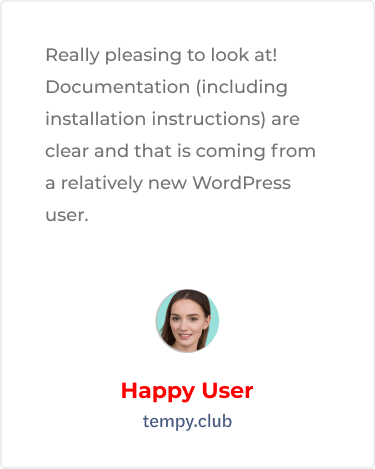 Really pleasing to look at!
Documentation (including
installation instructions) are
clear and that is coming from
a relatively new WordPress
user.
Happy User
tempy.club